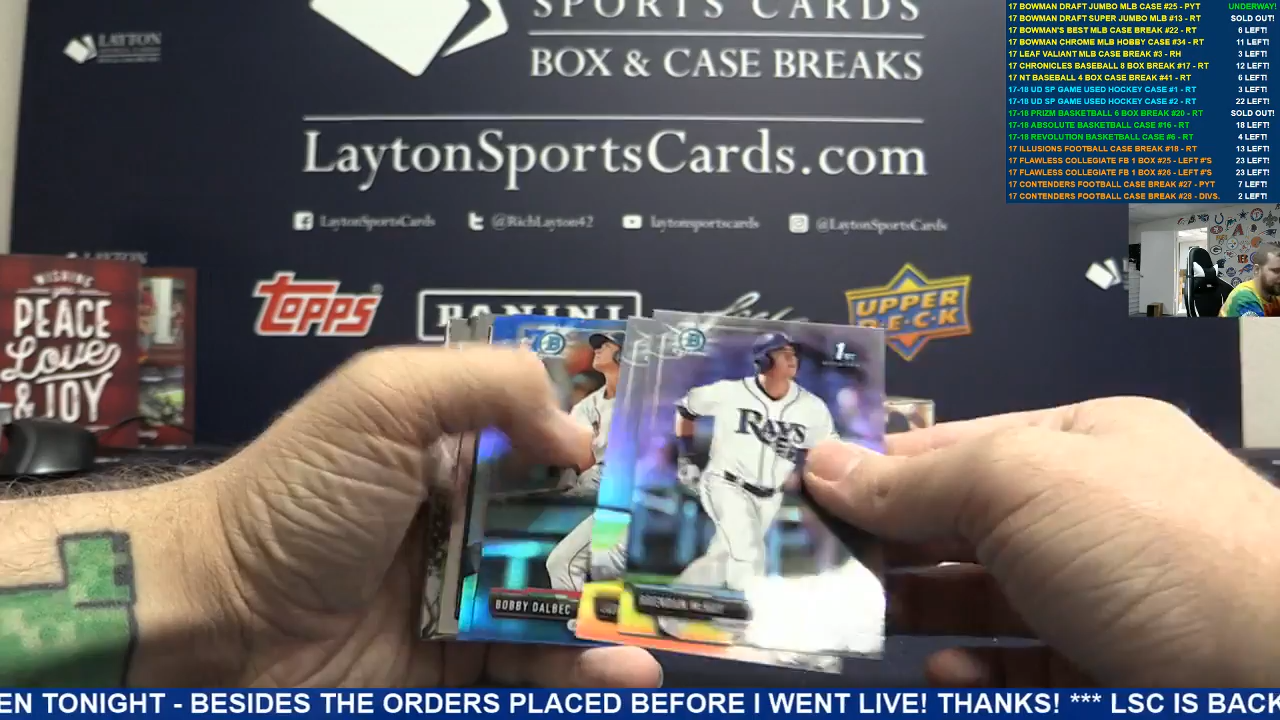 SPORTS CARDS
BOX & CASE BREAKS
LaytonSportsCards.com
LaytonSportsCards
@RichLayton42
laytonsportscards
@LaytonSportsCards
LAYTON
TOPPS
PANINI
Leaf
UPPER DECK
WISHING
you
PEACE
Love
& JOY
1ST
RAYS
BOBBY DALBEC
17 BOWMAN DRAFT JUMBO MLB CASE #25 - PYT UNDERWAY!
17 BOWMAN DRAFT SUPER JUMBO MLB #13 - RT SOLD OUT!
17 BOWMAN'S BEST MLB CASE BREAK #22 - RT 6 LEFT!
17 BOWMAN CHROME MLB HOBBY CASE #34 - RT 11 LEFT!
17 LEAF VALIANT MLB CASE BREAK #3 - RH 3 LEFT!
17 CHRONICLES BASEBALL 8 BOX BREAK #17 - RT 12 LEFT!
17 NT BASEBALL 4 BOX CASE BREAK #41 - RT 6 LEFT!
17-18 UD SP GAME USED HOCKEY CASE #1 - RT 3 LEFT!
17-18 UD SP GAME USED HOCKEY CASE #2 - RT 22 LEFT!
17-18 PRIZM BASKETBALL 6 BOX BREAK #20 - RT SOLD OUT!
17-18 ABSOLUTE BASKETBALL CASE #16 - RT 18 LEFT!
17-18 REVOLUTION BASKETBALL CASE #6 - RT 4 LEFT!
17 ILLUSIONS FOOTBALL CASE BREAK #18 - RT 13 LEFT!
17 FLAWLESS COLLEGIATE FB 1 BOX #25 - LEFT #'S 23 LEFT!
17 FLAWLESS COLLEGIATE FB 1 BOX #26 - LEFT #'S 23 LEFT!
17 CONTENDERS FOOTBALL CASE BREAK #27 - PYT 7 LEFT!
17 CONTENDERS FOOTBALL CASE BREAK #28 - DIVS. 2 LEFT!
EN TONIGHT - BESIDES THE ORDERS PLACED BEFORE I WENT LIVE! THANKS! *** LSC IS BACK